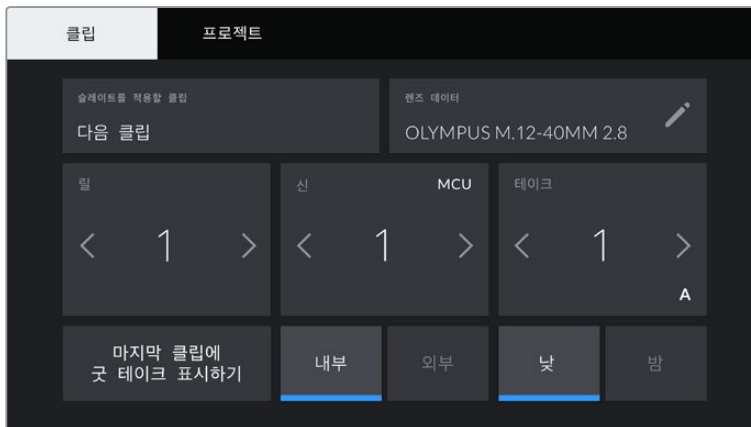 클립 프로젝트
슬레이트를 적용할 클립 렌즈 데이터
다음 클립 OLYMPUS M.12-40MM 2.8
릴 신 MCU 테이크
< 1 > < 1 > < 1 >
A
마지막 클립에
굿 테이크 표시하기
내부 외부 낮 밤